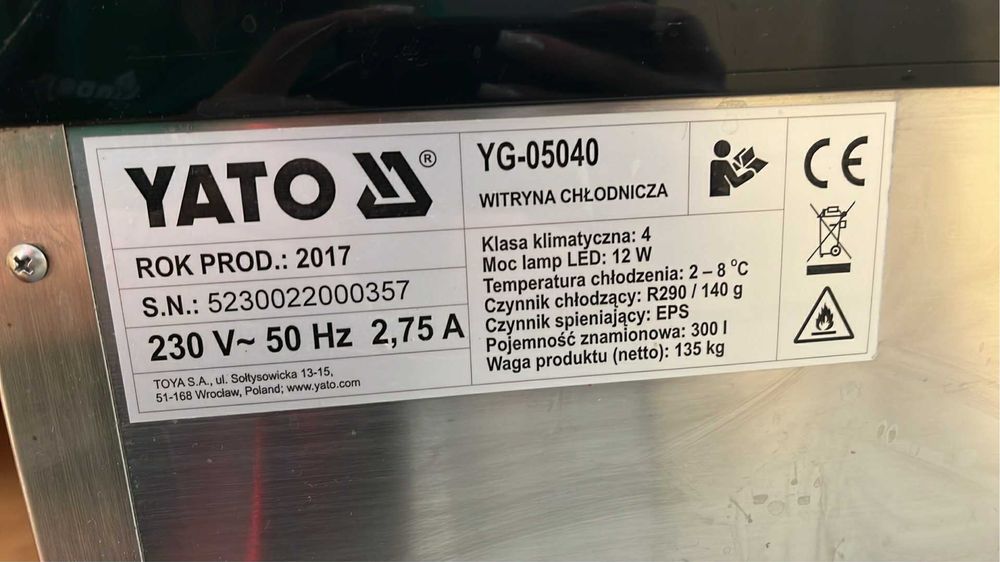 YATO ®
ROK PROD.: 2017
S.N.: 5230022000357
230 V~ 50 Hz 2,75 A
TOYA S.A., ul. Sołtysowicka 13-15,
51-168 Wrocław, Poland; www.yato.com
YG-05040
WITRYNA CHŁODNICZA
Klasa klimatyczna: 4
Moc lamp LED: 12 W
Temperatura chłodzenia: 2 – 8 °C
Czynnik chłodzący: R290 / 140 g
Czynnik spieniający: EPS
Pojemność znamionowa: 300 l
Waga produktu (netto): 135 kg
CE